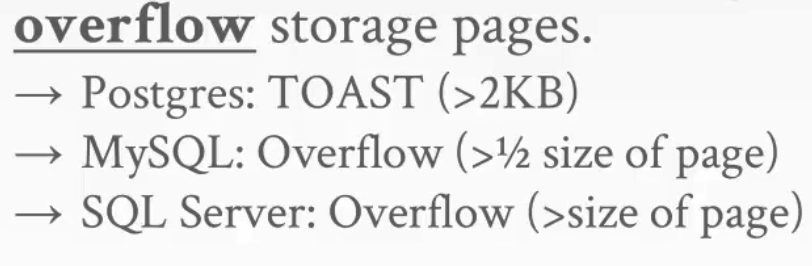 overflow storage pages.
→ Postgres: TOAST (>2KB)
→ MySQL: Overflow (>½ size of page)
→ SQL Server: Overflow (>size of page)